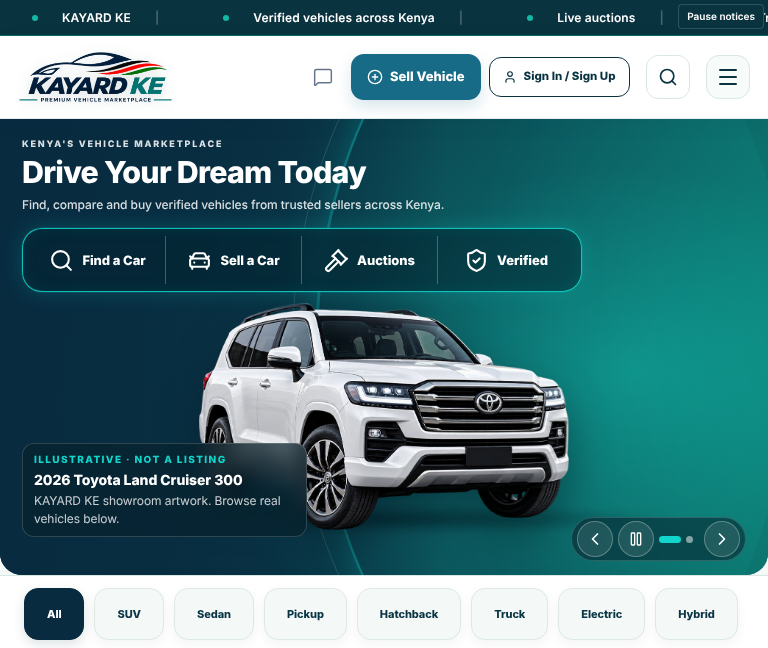 KAYARD KE
Verified vehicles across Kenya
Live auctions
Pause notices
KAYARD KE
PREMIUM VEHICLE MARKETPLACE
Sell Vehicle
Sign In / Sign Up
KENYA'S VEHICLE MARKETPLACE
Drive Your Dream Today
Find, compare and buy verified vehicles from trusted sellers across Kenya.
Find a Car
Sell a Car
Auctions
Verified
ILLUSTRATIVE · NOT A LISTING
2026 Toyota Land Cruiser 300
KAYARD KE showroom artwork. Browse real
vehicles below.
All
SUV
Sedan
Pickup
Hatchback
Truck
Electric
Hybrid